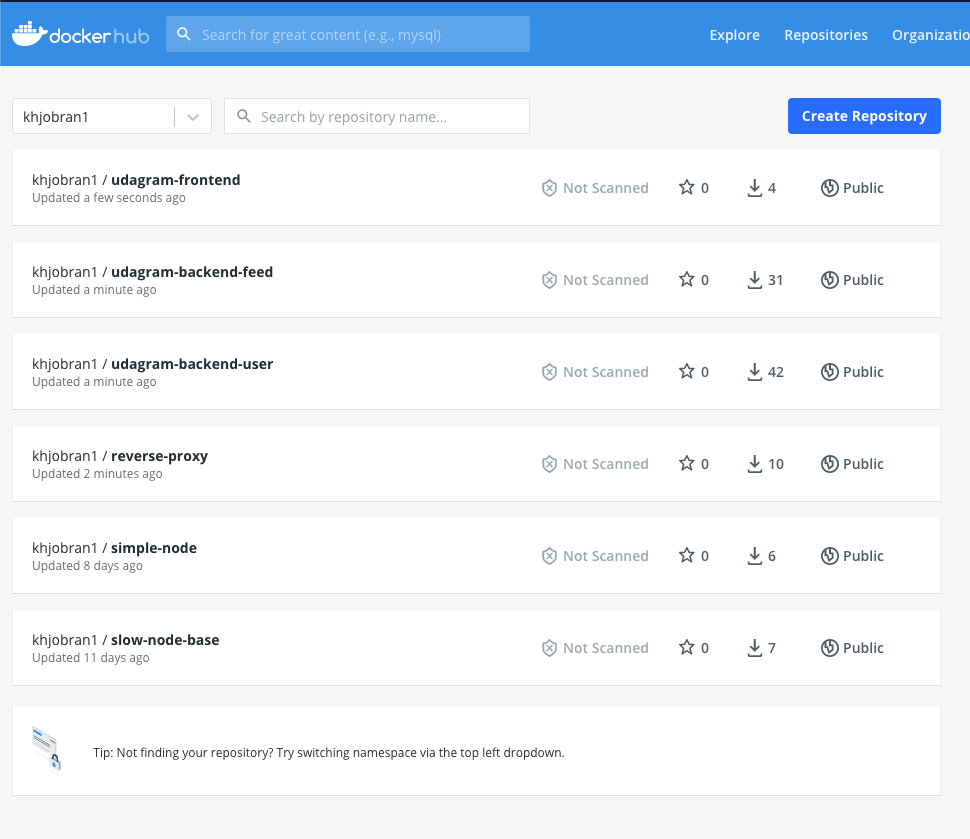 docker hub
Search for great content (e.g., mysql)
Explore
Repositories
Organizatio
khjobran1
Search by repository name...
Create Repository
khjobran1 / udagram-frontend
Updated a few seconds ago
Not Scanned
0
4
Public
khjobran1 / udagram-backend-feed
Updated a minute ago
Not Scanned
0
31
Public
khjobran1 / udagram-backend-user
Updated a minute ago
Not Scanned
0
42
Public
khjobran1 / reverse-proxy
Updated 2 minutes ago
Not Scanned
0
10
Public
khjobran1 / simple-node
Updated 8 days ago
Not Scanned
0
6
Public
khjobran1 / slow-node-base
Updated 11 days ago
Not Scanned
0
7
Public
Tip: Not finding your repository? Try switching namespace via the top left dropdown.